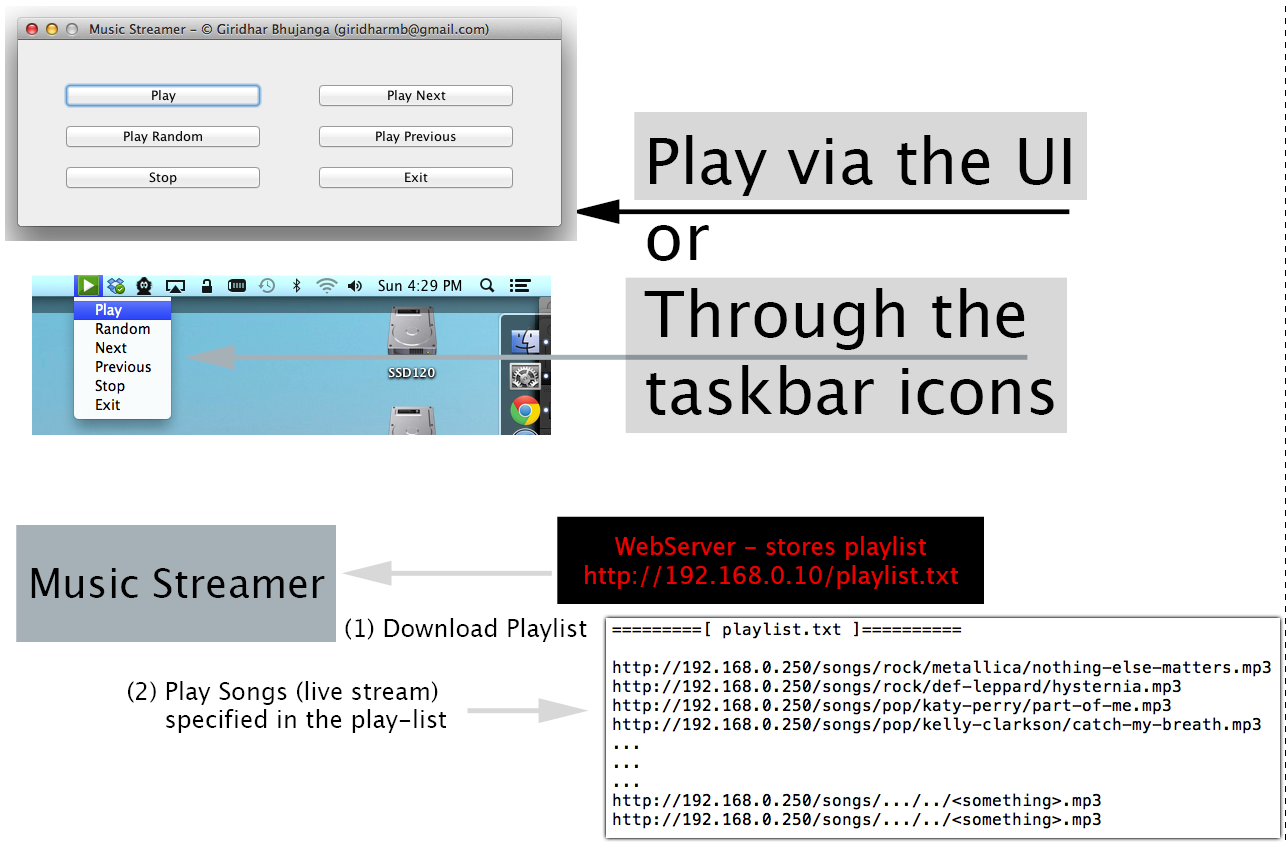 Music Streamer - © Giridhar Bhujanga (giridharmb@gmail.com)
Play
Play Next
Play Random
Play Previous
Stop
Exit
Play via the UI
or
Through the
taskbar icons
Sun 4:29 PM
Play
Random
Next
Previous
Stop
Exit
SSD120
Music Streamer
WebServer - stores playlist
http://192.168.0.10/playlist.txt
(1) Download Playlist
(2) Play Songs (live stream)
specified in the play-list
=========[ playlist.txt ]==========
http://192.168.0.250/songs/rock/metallica/nothing-else-matters.mp3
http://192.168.0.250/songs/rock/def-leppard/hysternia.mp3
http://192.168.0.250/songs/pop/katy-perry/part-of-me.mp3
http://192.168.0.250/songs/pop/kelly-clarkson/catch-my-breath.mp3
...
...
...
http://192.168.0.250/songs/.../../<something>.mp3
http://192.168.0.250/songs/.../../<something>.mp3